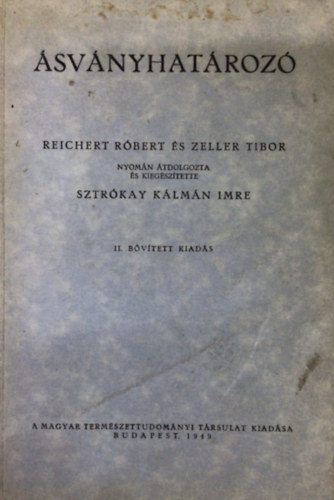 ÁSVÁNYHATÁROZÓ
REICHERT RÓBERT ÉS ZELLER TIBOR
NYOMÁN ÁTDOLGOZTA
ÉS KIEGÉSZÍTETTE
SZTRÓKAY KÁLMÁN IMRE
II. BŐVÍTETT KIADÁS
A MAGYAR TERMÉSZETTUDOMÁNYI TÁRSULAT KIADÁSA
BUDAPEST, 1949